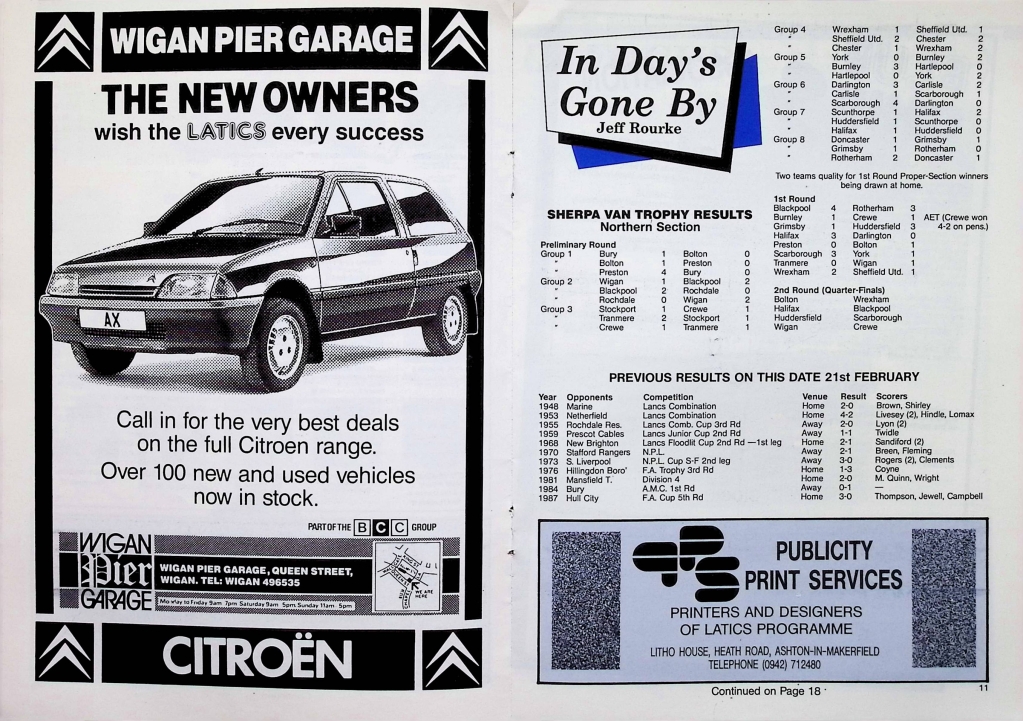 WIGAN PIER GARAGE
THE NEW OWNERS
wish the LATICS every success
AX
Call in for the very best deals
on the full Citroen range.
Over 100 new and used vehicles
now in stock.
PART OF THE BCC GROUP
WIGAN
Pier
GARAGE
WIGAN PIER GARAGE, QUEEN STREET,
WIGAN. TEL: WIGAN 496535
Monday to Friday 9am 7pm Saturday 9am 5pm Sunday 11am 5pm
WE ARE
HERE
CITROËN
In Day's
Gone By
Jeff Rourke
SHERPA VAN TROPHY RESULTS
Northern Section
Preliminary Round
Group 1 Bury 1 Bolton 0
" Bolton 1 Preston 0
" Preston 4 Bury 0
Group 2 Wigan 1 Blackpool 2
" Blackpool 2 Rochdale 0
" Rochdale 0 Wigan 2
Group 3 Stockport 1 Crewe 1
" Tranmere 2 Stockport 1
" Crewe 1 Tranmere 1
Group 4 Wrexham 1 Sheffield Utd. 1
" Sheffield Utd. 2 Chester 2
" Chester 1 Wrexham 2
Group 5 York 0 Burnley 2
" Burnley 3 Hartlepool 0
" Hartlepool 0 York 2
Group 6 Darlington 3 Carlisle 2
" Carlisle 1 Scarborough 1
" Scarborough 4 Darlington 0
Group 7 Scunthorpe 1 Halifax 2
" Huddersfield 1 Scunthorpe 0
" Halifax 1 Huddersfield 0
Group 8 Doncaster 1 Grimsby 1
" Grimsby 1 Rotherham 0
" Rotherham 2 Doncaster 1
Two teams quality for 1st Round Proper-Section winners
being drawn at home.
1st Round
Blackpool 4 Rotherham 3
Burnley 1 Crewe 1 AET (Crewe won
Grimsby 1 Huddersfield 3 4-2 on pens.)
Halifax 3 Darlington 0
Preston 0 Bolton 1
Scarborough 3 York 1
Tranmere 0 Wigan 1
Wrexham 2 Sheffield Utd. 1
2nd Round (Quarter-Finals)
Bolton Wrexham
Halifax Blackpool
Huddersfield Scarborough
Wigan Crewe
PREVIOUS RESULTS ON THIS DATE 21st FEBRUARY
Year Opponents Competition Venue Result Scorers
1948 Marine Lancs Combination Home 2-0 Brown, Shirley
1953 Netherfield Lancs Combination Home 4-2 Livesey (2), Hindle, Lomax
1955 Rochdale Res. Lancs Comb. Cup 3rd Rd Away 2-0 Lyon (2)
1959 Prescot Cables Lancs Junior Cup 2nd Rd Away 1-1 Twidle
1968 New Brighton Lancs Floodlit Cup 2nd Rd —1st leg Home 2-1 Sandiford (2)
1970 Stafford Rangers N.P.L. Away 2-1 Breen, Fleming
1973 S. Liverpool N.P.L. Cup S-F 2nd leg Away 3-0 Rogers (2), Clements
1976 Hillingdon Boro' F.A. Trophy 3rd Rd Home 1-3 Coyne
1981 Mansfield T. Division 4 Home 2-0 M. Quinn, Wright
1984 Bury A.M.C. 1st Rd Away 0-1 —
1987 Hull City F.A. Cup 5th Rd Home 3-0 Thompson, Jewell, Campbell
PPS
PUBLICITY
PRINT SERVICES
PRINTERS AND DESIGNERS
OF LATICS PROGRAMME
LITHO HOUSE, HEATH ROAD, ASHTON-IN-MAKERFIELD
TELEPHONE (0942) 712480
Continued on Page 18
11